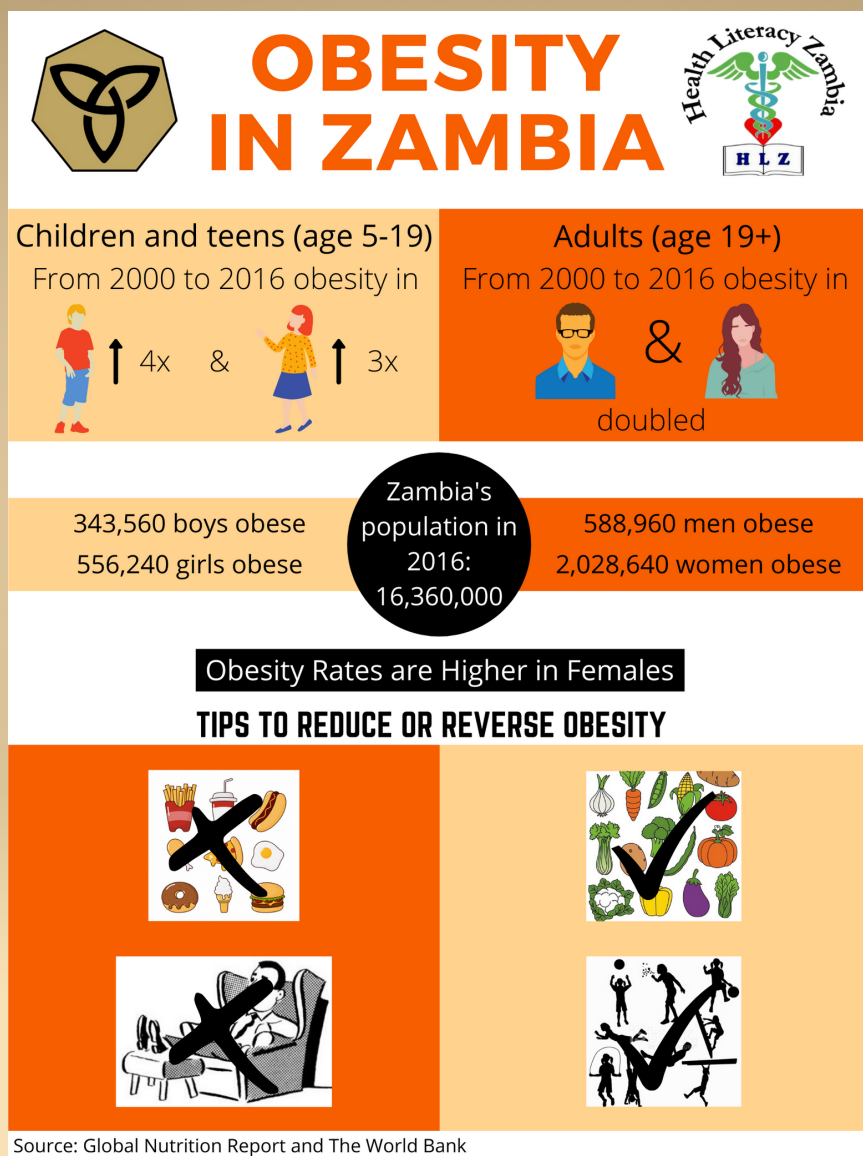 OBESITY
IN ZAMBIA
Health Literacy Zambia
H L Z
Children and teens (age 5-19)
From 2000 to 2016 obesity in
4x & 3x
Adults (age 19+)
From 2000 to 2016 obesity in
&
doubled
343,560 boys obese
556,240 girls obese
Zambia's
population in
2016:
16,360,000
588,960 men obese
2,028,640 women obese
Obesity Rates are Higher in Females
TIPS TO REDUCE OR REVERSE OBESITY
Source: Global Nutrition Report and The World Bank